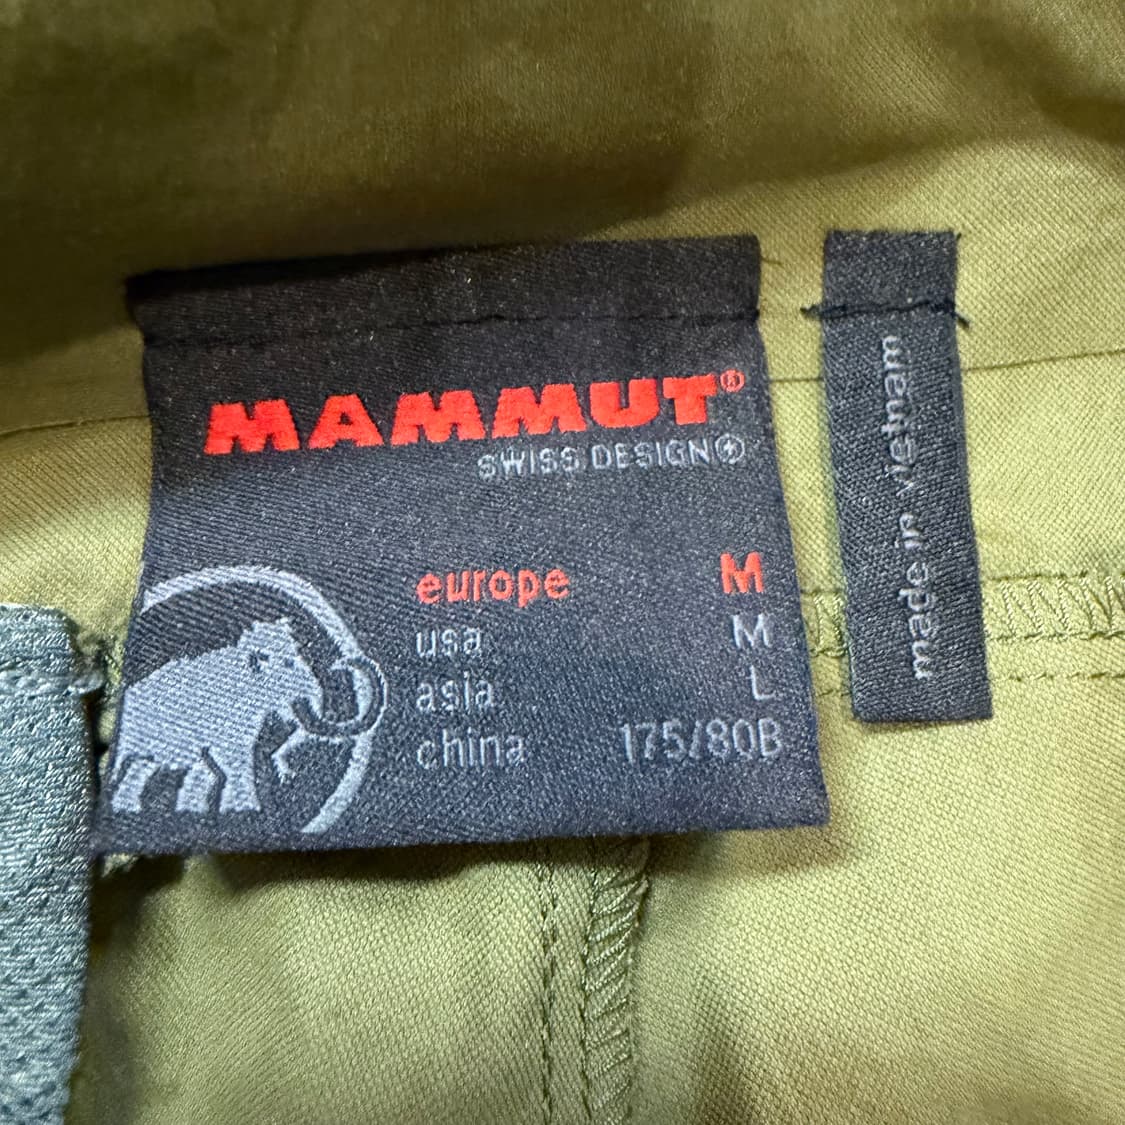 MAMMUT®
SWISS DESIGN
europe M
usa M
asia L
china 175/80B
made in vietnam